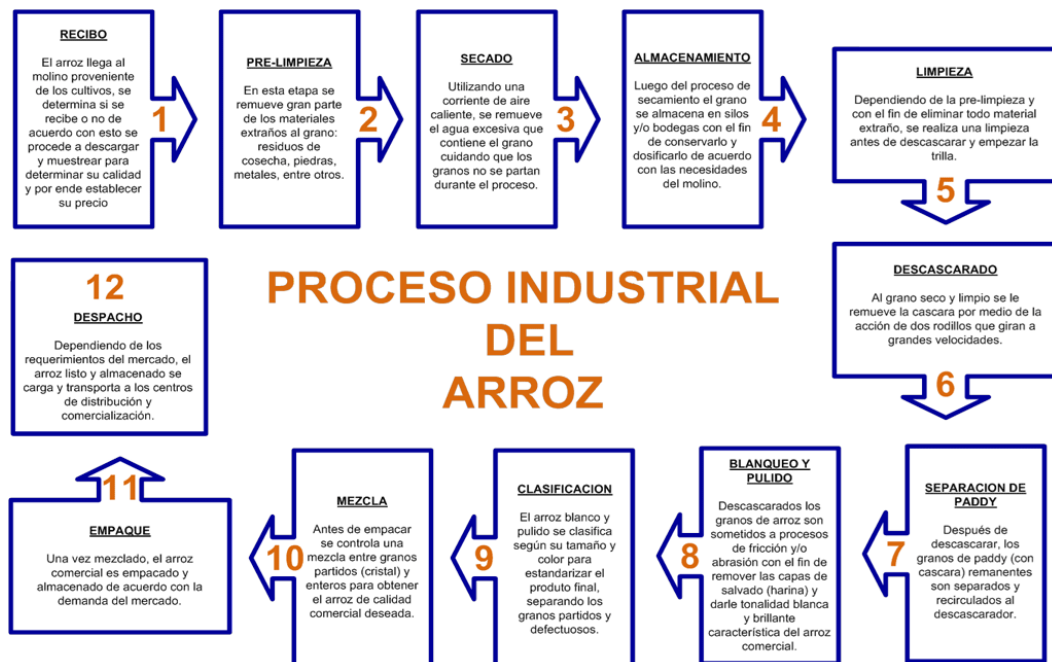 RECIBO
El arroz llega al
molino proveniente
de los cultivos, se
determina si se
recibe o no de
acuerdo con esto se
procede a descargar
y muestrear para
determinar su calidad
y por ende establecer
su precio
1
PRE-LIMPIEZA
En esta etapa se
remueve gran parte
de los materiales
extraños al grano:
residuos de
cosecha, piedras,
metales, entre otros.
2
SECADO
Utilizando una
corriente de aire
caliente, se remueve
el agua excesiva que
contiene el grano
cuidando que los
granos no se partan
durante el proceso.
3
ALMACENAMIENTO
Luego del proceso de
secamiento el grano
se almacena en silos
y/o bodegas con el fin
de conservarlo y
dosificarlo de acuerdo
con las necesidades
del molino.
4
LIMPIEZA
Dependiendo de la pre-limpieza y
con el fin de eliminar todo material
extraño, se realiza una limpieza
antes de descascarar y empezar la
trilla.
5
PROCESO INDUSTRIAL
DEL
ARROZ
DESCASCARADO
Al grano seco y limpio se le
remueve la cascara por medio de la
acción de dos rodillos que giran a
grandes velocidades.
6
SEPARACION DE
PADDY
Después de
descascarar, los
granos de paddy (con
cascara) remanentes
son separados y
recirculados al
descascarador.
7
BLANQUEO Y
PULIDO
Descascarados los
granos de arroz son
sometidos a procesos
de fricción y/o
abrasión con el fin de
remover las capas de
salvado (harina) y
darle tonalidad blanca
y brillante
característica del arroz
comercial.
8
CLASIFICACION
El arroz blanco y
pulido se clasifica
según su tamaño y
color para
estandarizar el
produto final,
separando los
granos partidos y
defectuosos.
9
MEZCLA
Antes de empacar
se controla una
mezcla entre granos
partidos (cristal) y
enteros para obtener
el arroz de calidad
comercial deseada.
10
EMPAQUE
Una vez mezclado, el arroz
comercial es empacado y
almacenado de acuerdo con la
demanda del mercado.
11
12
DESPACHO
Dependiendo de los
requerimientos del mercado, el
arroz listo y almacenado se
carga y transporta a los centros
de distribución y
comercialización.